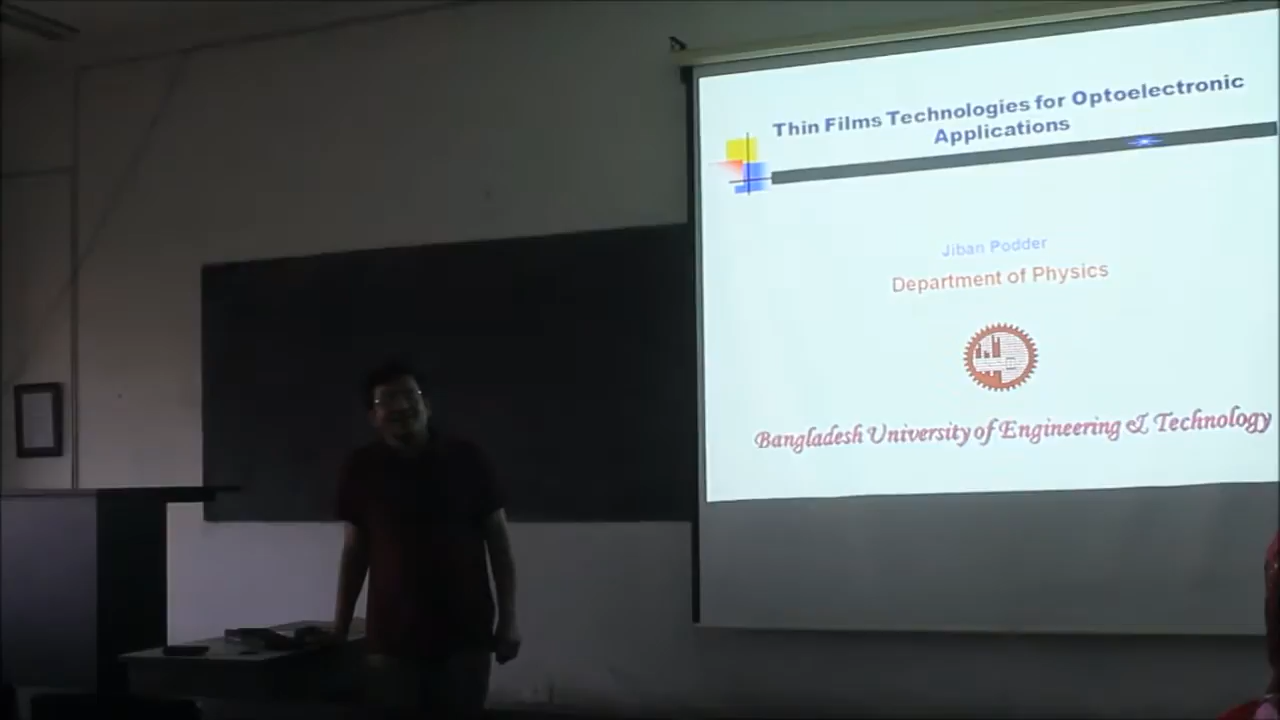 Thin Films Technologies for Optoelectronic
Applications
Jiban Podder
Department of Physics
Bangladesh University of Engineering & Technology